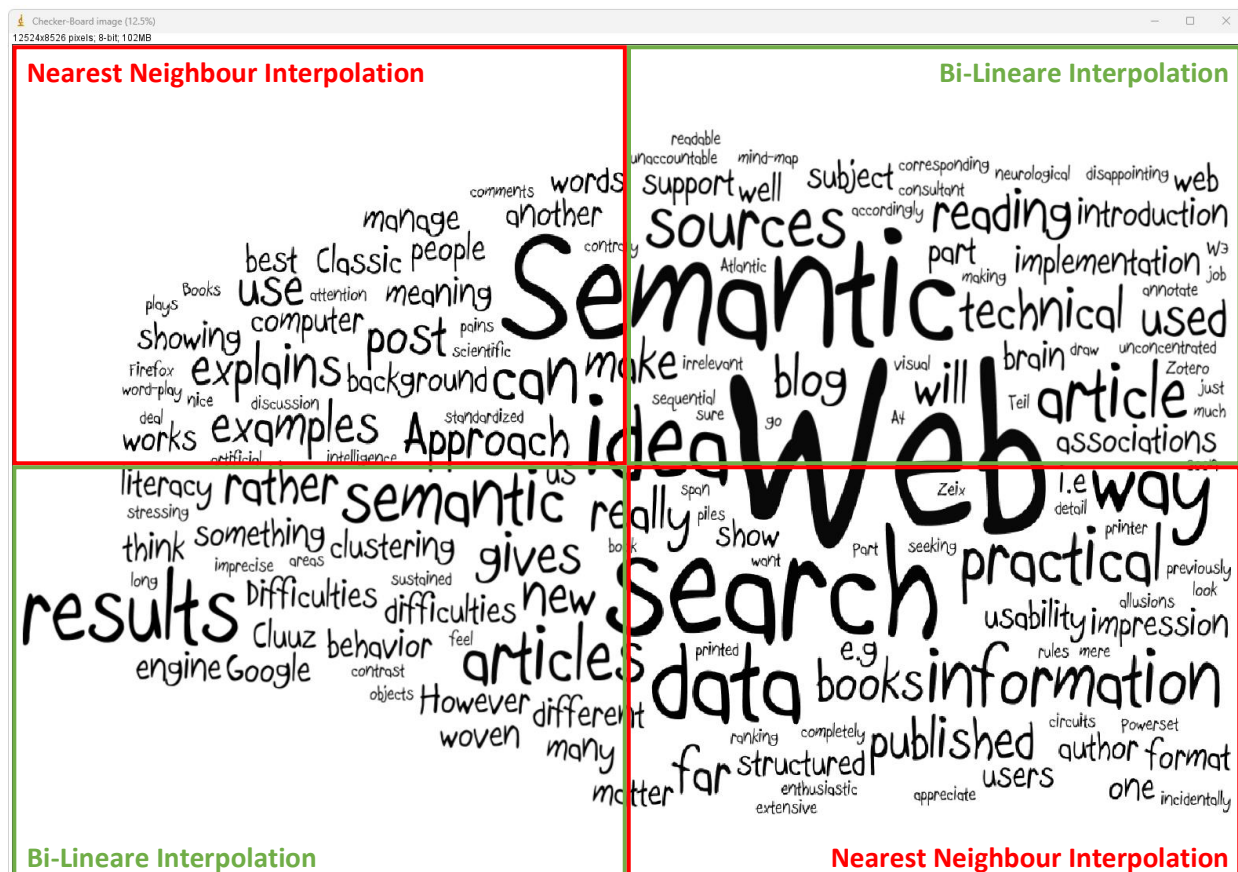 Checker-Board image (12.5%)
12524x8526 pixels; 8-bit; 102MB
Nearest Neighbour Interpolation
Bi-Lineare Interpolation
readable
unaccountable mind-map
comments words support well subject corresponding neurological disappointing web
consultant
manage another sources accordingly reading introduction
best Classic people Semantic contrary Atlantic part implementation W3
making job
plays Books use attention meaning technical annotate used
showing computer post pains scientific make irrelevant blog visual will brain draw unconcentrated
Firefox explains background can Web article Zotero
word-play nice discussion sequential sure go A4 Teil just much
deal works examples standardized Approach idea associations
artificial intelligence
literacy rather semantic us really span Zeix i.e way
stressing piles detail
think something clustering gives book show Part seeking practical printer
imprecise areas want previously
long results Difficulties sustained difficulties new search look
allusions
Cluuz behavior feel articles usability impression
engine Google contrast printed data e.g books information rules mere
objects However different
woven many ranking completely published circuits Powerset
matter far structured users author format
enthusiastic appreciate one incidentally
extensive
Bi-Lineare Interpolation
Nearest Neighbour Interpolation